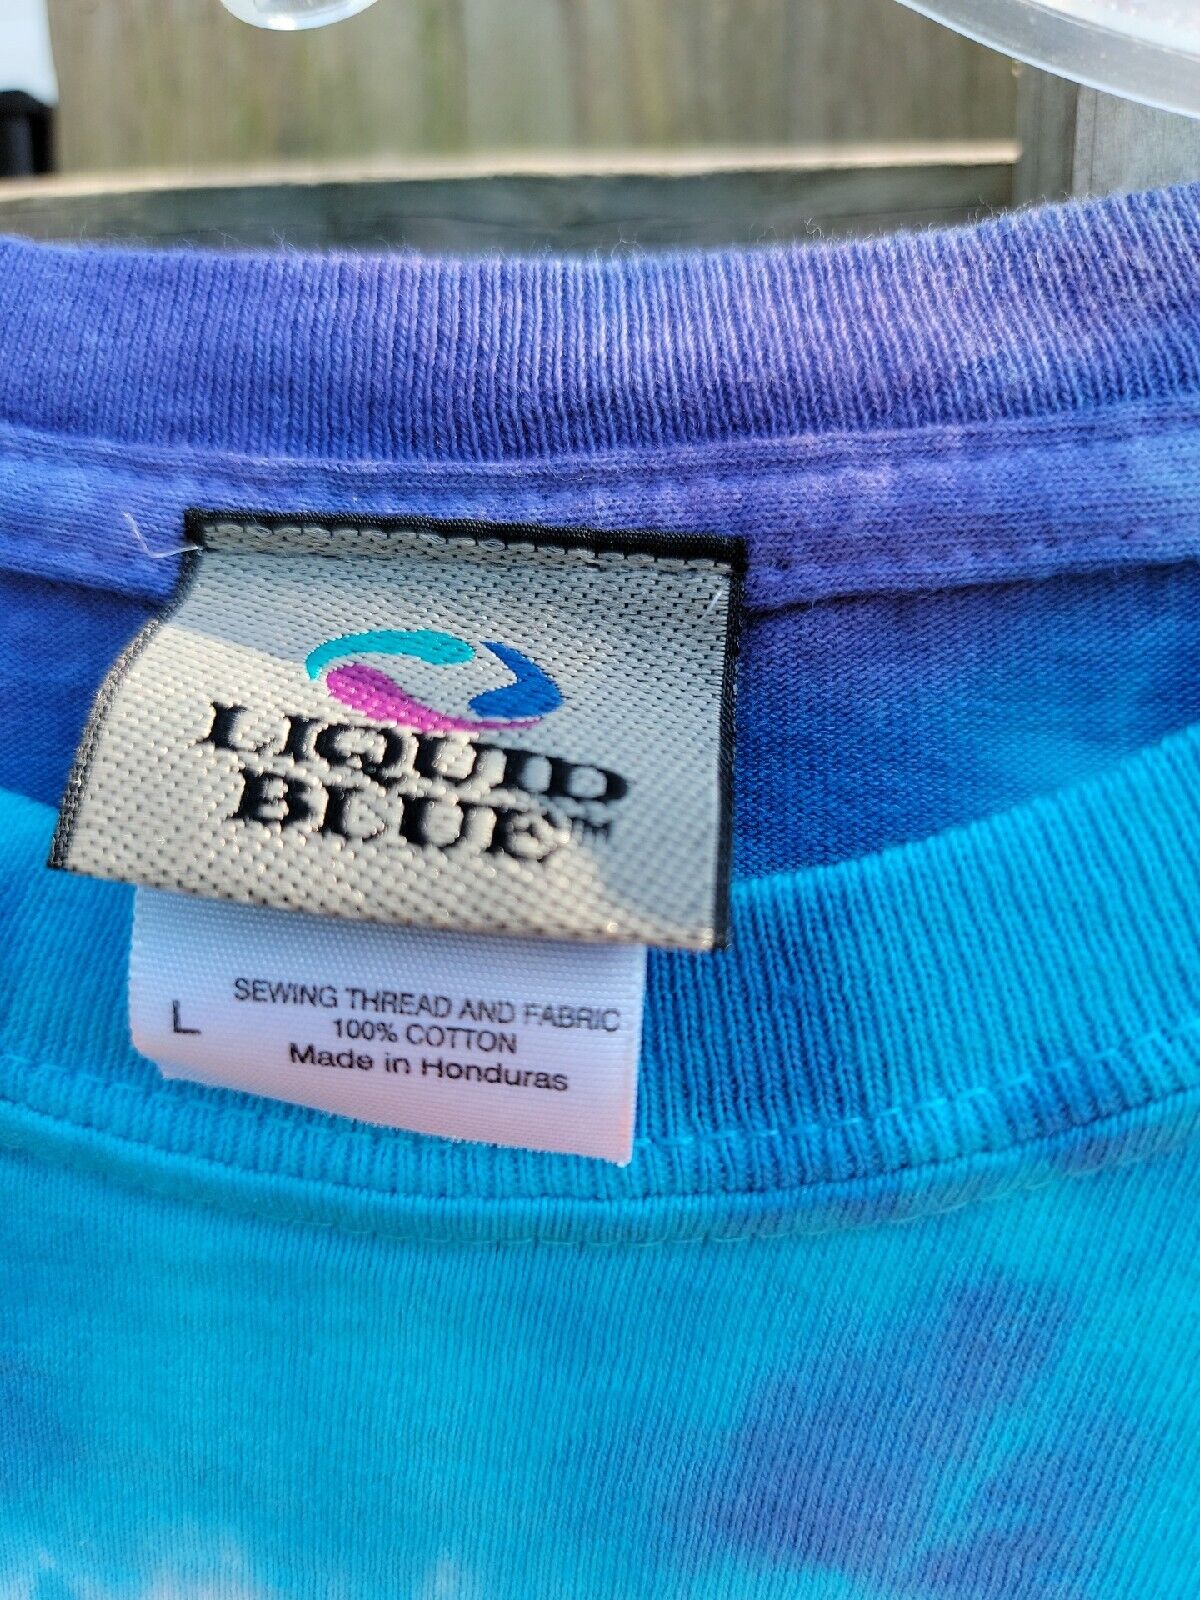 LIQUID
BLUE™
L
SEWING THREAD AND FABRIC
100% COTTON
Made in Honduras